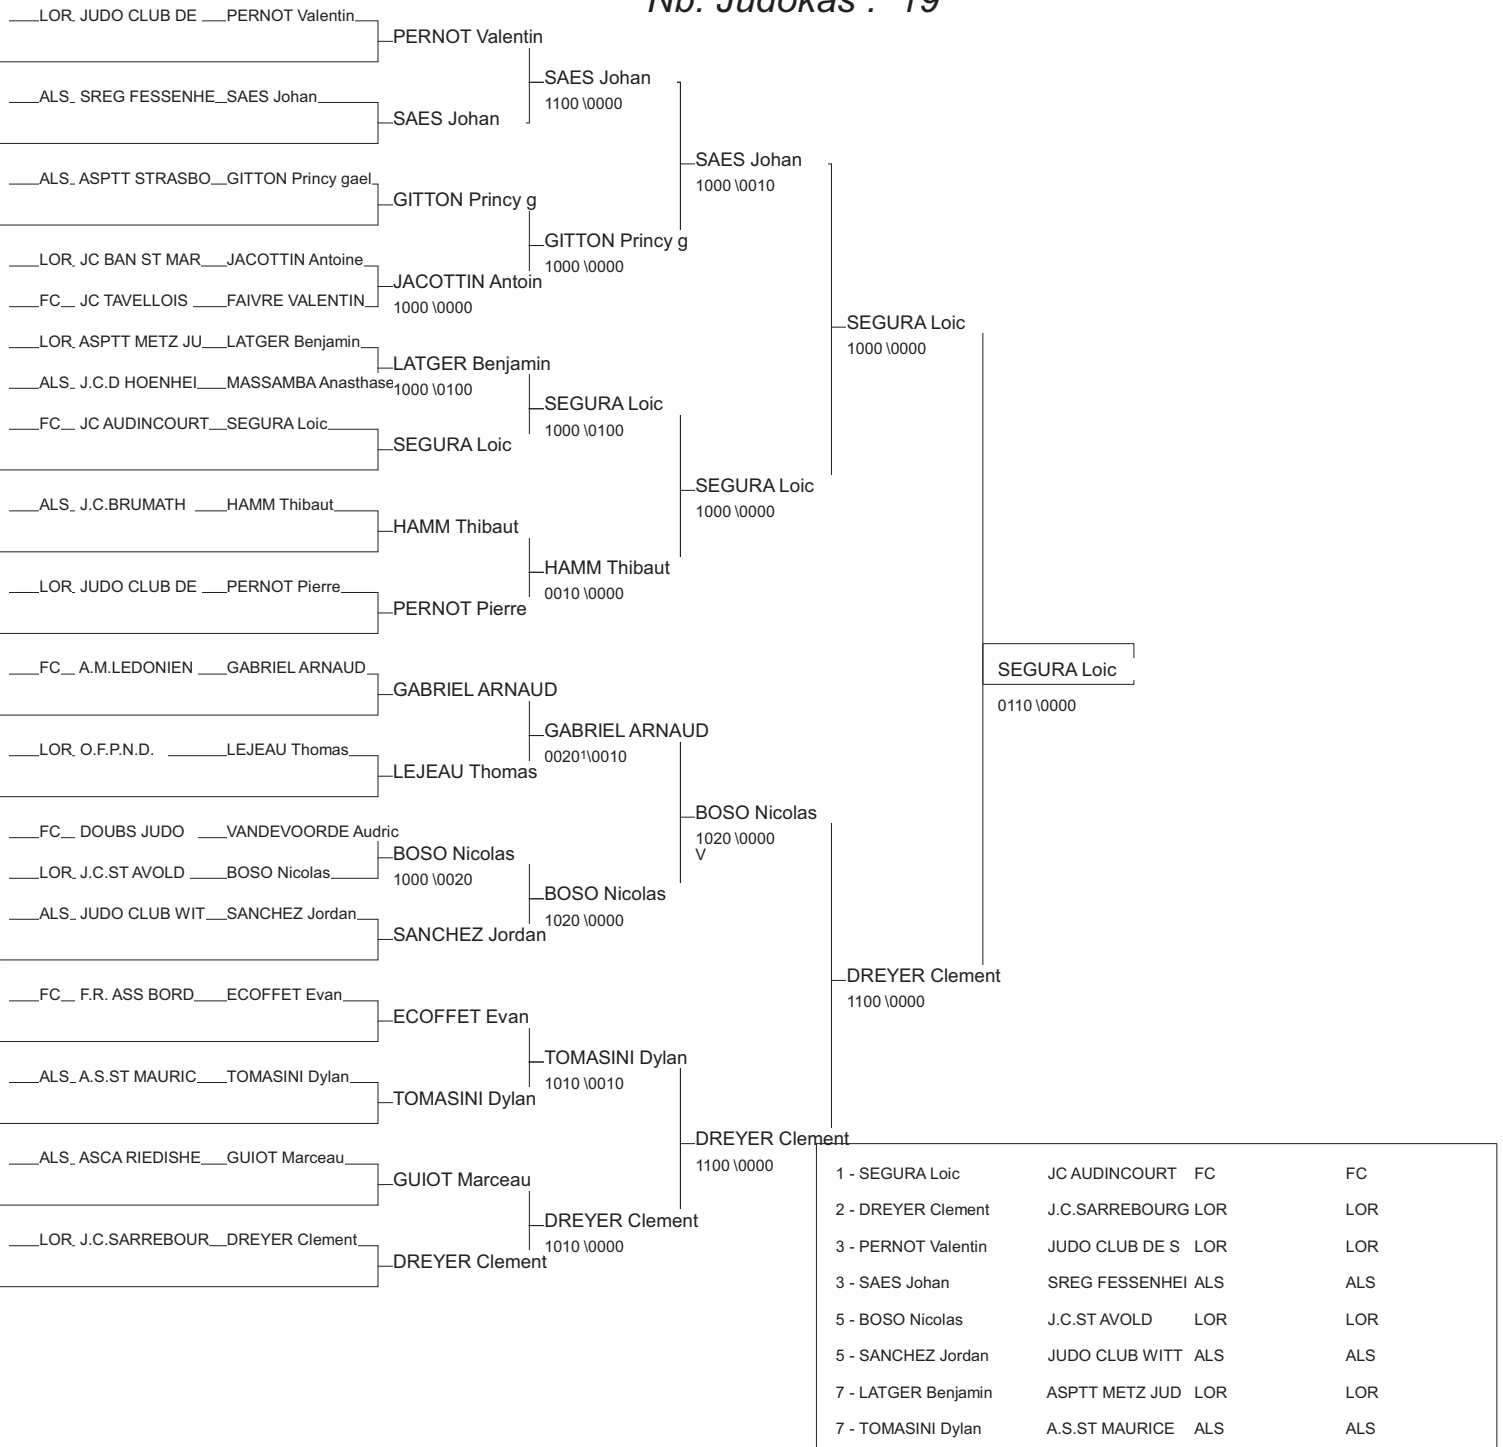 Nb. Judokas : 19
LOR JUDO CLUB DE PERNOT Valentin
PERNOT Valentin
SAES Johan
1100 \0000
ALS SREG FESSENHE SAES Johan
SAES Johan
SAES Johan
1000 \0010
ALS ASPTT STRASBO GITTON Princy gael
GITTON Princy g
GITTON Princy g
1000 \0000
LOR JC BAN ST MAR JACOTTIN Antoine
JACOTTIN Antoin
1000 \0000
FC JC TAVELLOIS FAIVRE VALENTIN
SEGURA Loic
1000 \0000
LOR ASPTT METZ JU LATGER Benjamin
LATGER Benjamin
1000 \0100
ALS J.C.D HOENHEI MASSAMBA Anasthase
SEGURA Loic
1000 \0100
FC JC AUDINCOURT SEGURA Loic
SEGURA Loic
SEGURA Loic
1000 \0000
ALS J.C.BRUMATH HAMM Thibaut
HAMM Thibaut
HAMM Thibaut
0010 \0000
LOR JUDO CLUB DE PERNOT Pierre
PERNOT Pierre
SEGURA Loic
0110 \0000
FC A.M.LEDONIEN GABRIEL ARNAUD
GABRIEL ARNAUD
GABRIEL ARNAUD
0020¹\0010
LOR O.F.P.N.D. LEJEAU Thomas
LEJEAU Thomas
BOSO Nicolas
1020 \0000
V
FC DOUBS JUDO VANDEVOORDE Audric
BOSO Nicolas
1000 \0020
LOR J.C.ST AVOLD BOSO Nicolas
BOSO Nicolas
1020 \0000
ALS JUDO CLUB WIT SANCHEZ Jordan
SANCHEZ Jordan
DREYER Clement
1100 \0000
FC F.R. ASS BORD ECOFFET Evan
ECOFFET Evan
TOMASINI Dylan
1010 \0010
ALS A.S.ST MAURIC TOMASINI Dylan
TOMASINI Dylan
DREYER Clement
1100 \0000
ALS ASCA RIEDISHE GUIOT Marceau
GUIOT Marceau
DREYER Clement
1010 \0000
LOR J.C.SARREBOUR DREYER Clement
DREYER Clement
1 - SEGURA Loic JC AUDINCOURT FC FC
2 - DREYER Clement J.C.SARREBOURG LOR LOR
3 - PERNOT Valentin JUDO CLUB DE S LOR LOR
3 - SAES Johan SREG FESSENHEI ALS ALS
5 - BOSO Nicolas J.C.ST AVOLD LOR LOR
5 - SANCHEZ Jordan JUDO CLUB WITT ALS ALS
7 - LATGER Benjamin ASPTT METZ JUD LOR LOR
7 - TOMASINI Dylan A.S.ST MAURICE ALS ALS